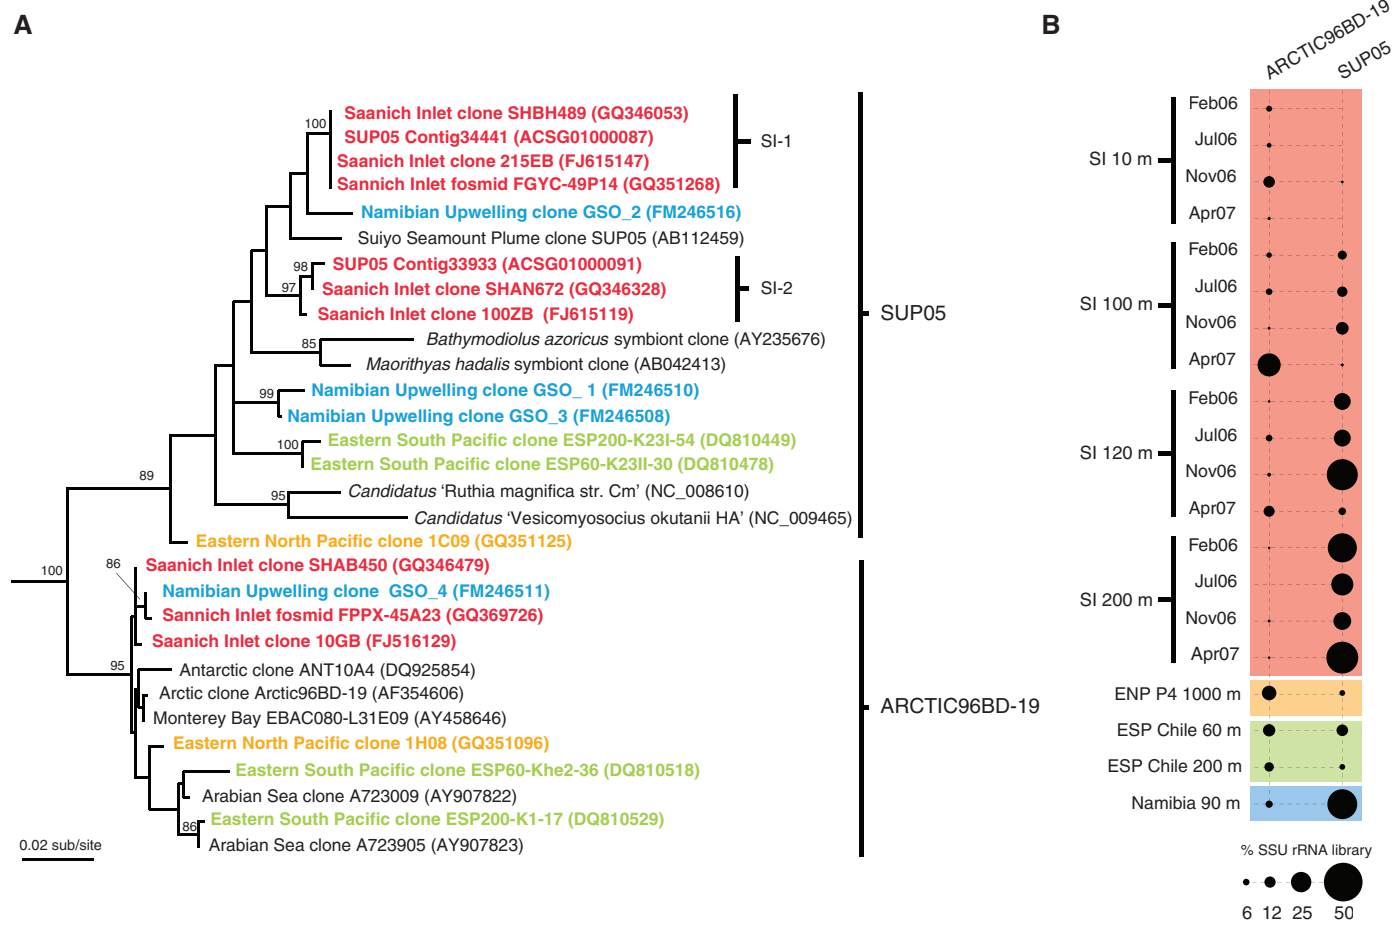 A
Saanich Inlet clone SHBH489 (GQ346053)
100
SUP05 Contig34441 (ACSG01000087)
SI-1
Saanich Inlet clone 215EB (FJ615147)
Sannich Inlet fosmid FGYC-49P14 (GQ351268)
Namibian Upwelling clone GSO_2 (FM246516)
Suiyo Seamount Plume clone SUP05 (AB112459)
98
SUP05 Contig33933 (ACSG01000091)
97
Saanich Inlet clone SHAN672 (GQ346328)
SI-2
Saanich Inlet clone 100ZB (FJ615119)
SUP05
Bathymodiolus azoricus symbiont clone (AY235676)
85
Maorithyas hadalis symbiont clone (AB042413)
99
Namibian Upwelling clone GSO_ 1 (FM246510)
Namibian Upwelling clone GSO_3 (FM246508)
Eastern South Pacific clone ESP200-K23I-54 (DQ810449)
100
Eastern South Pacific clone ESP60-K23II-30 (DQ810478)
89
95
Candidatus ‘Ruthia magnifica str. Cm’ (NC_008610)
Candidatus ‘Vesicomyosocius okutanii HA’ (NC_009465)
Eastern North Pacific clone 1C09 (GQ351125)
100
86
Saanich Inlet clone SHAB450 (GQ346479)
Namibian Upwelling clone GSO_4 (FM246511)
Sannich Inlet fosmid FPPX-45A23 (GQ369726)
Saanich Inlet clone 10GB (FJ516129)
95
Antarctic clone ANT10A4 (DQ925854)
Arctic clone Arctic96BD-19 (AF354606)
ARCTIC96BD-19
Monterey Bay EBAC080-L31E09 (AY458646)
Eastern North Pacific clone 1H08 (GQ351096)
Eastern South Pacific clone ESP60-Khe2-36 (DQ810518)
Arabian Sea clone A723009 (AY907822)
86
Eastern South Pacific clone ESP200-K1-17 (DQ810529)
Arabian Sea clone A723905 (AY907823)
0.02 sub/site
B
ARCTIC96BD-19
SUP05
SI 10 m
Feb06
Jul06
Nov06
Apr07
SI 100 m
Feb06
Jul06
Nov06
Apr07
SI 120 m
Feb06
Jul06
Nov06
Apr07
SI 200 m
Feb06
Jul06
Nov06
Apr07
ENP P4 1000 m
ESP Chile 60 m
ESP Chile 200 m
Namibia 90 m
% SSU rRNA library
6 12 25 50